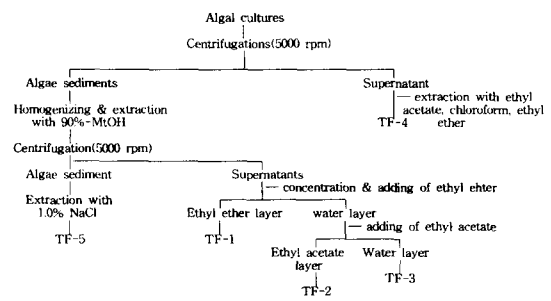 Algal cultures
Centrifugations(5000 rpm)
Algae sediments
Supernatant
Homogenizing & extraction
with 90%-MtOH
extraction with ethyl
acetate, chloroform, ethyl
ether
TF-4
Centrifugation(5000 rpm)
Algae sediment
Supernatants
concentration & adding of ethyl ehter
Extraction with
1.0% NaCl
Ethyl ether layer
water layer
adding of ethyl acetate
TF-5
TF-1
Ethyl acetate
layer
Water layer
TF-2
TF-3